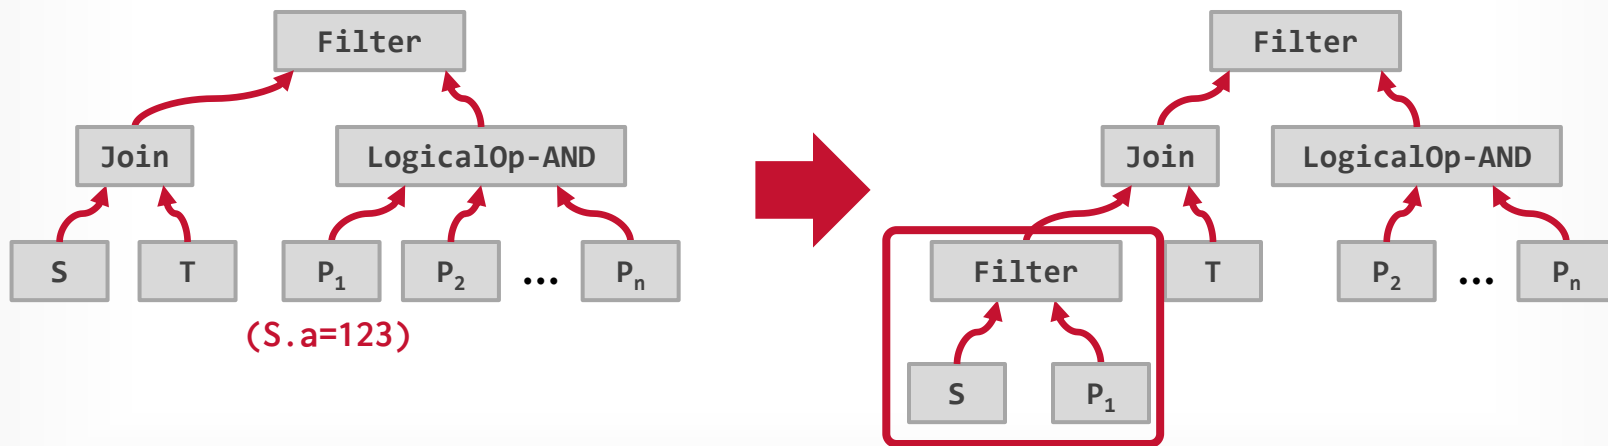 Filter
Filter
Join
LogicalOp-AND
Join
LogicalOp-AND
S
T
P1
P2
...
Pn
Filter
T
P2
...
Pn
(S.a=123)
S
P1